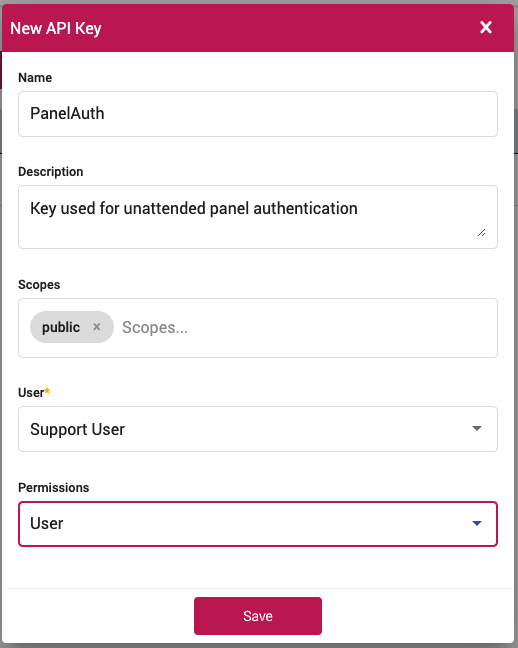 New API Key
Name
PanelAuth
Description
Key used for unattended panel authentication
Scopes
public × Scopes...
User*
Support User
Permissions
User
Save